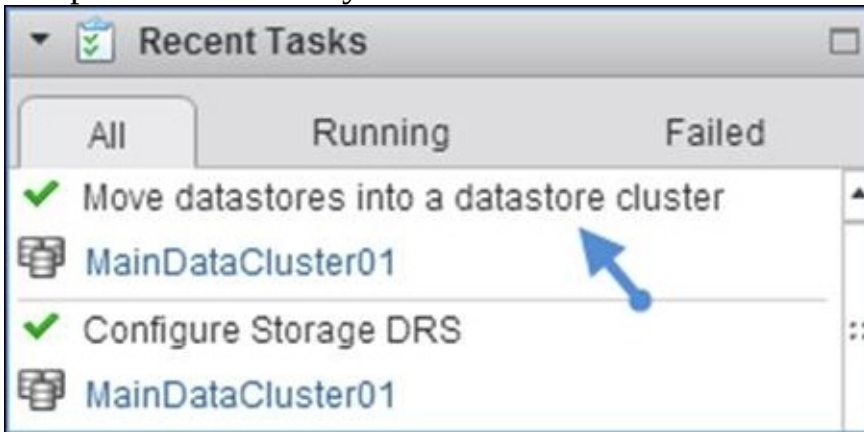 Recent Tasks
All Running Failed
Move datastores into a datastore cluster
MainDataCluster01
Configure Storage DRS
MainDataCluster01